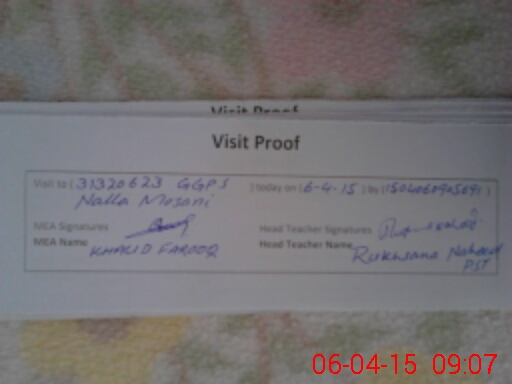 Visit Proof
Visit Proof
Visit to ( 31320623 GGPS ) today on ( 6-4-15 ) by ( )
Nalla Mosani
MEA Signatures Head Teacher Signatures
MEA Name KHALID FAROOQ Head Teacher Name Rukhsana Naheed
PST
06-04-15 09:07